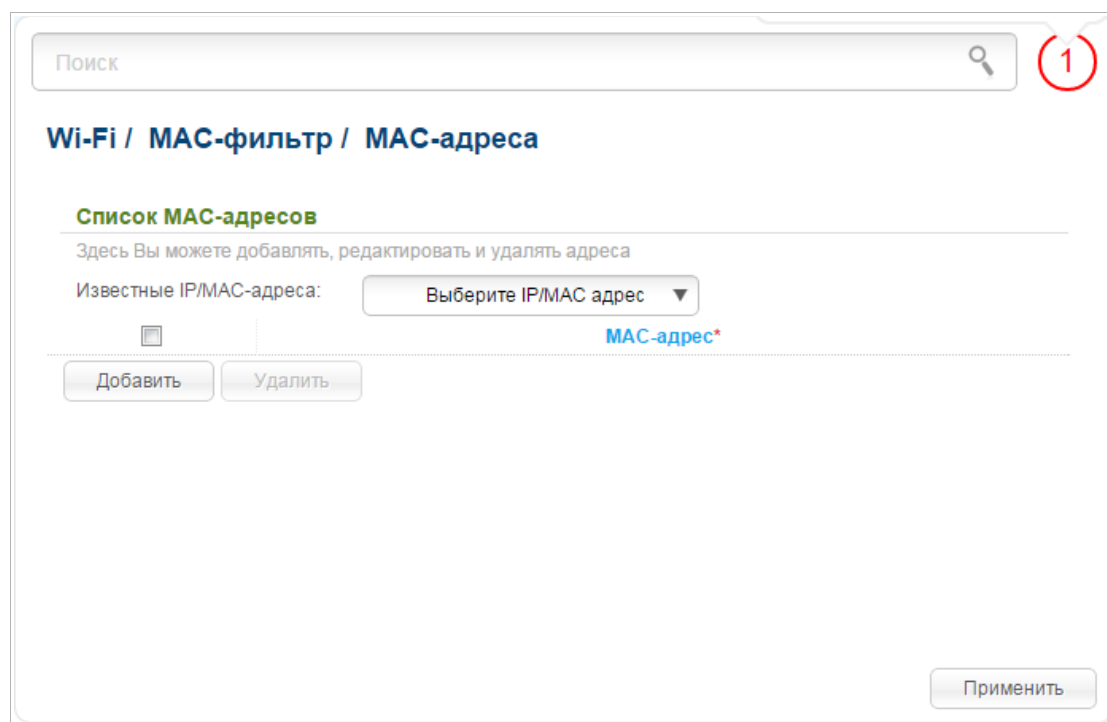 Поиск
1
Wi-Fi / MAC-фильтр / MAC-адреса
Список MAC-адресов
Здесь Вы можете добавлять, редактировать и удалять адреса
Известные IP/MAC-адреса: Выберите IP/MAC адрес
MAC-адрес*
Добавить Удалить
Применить